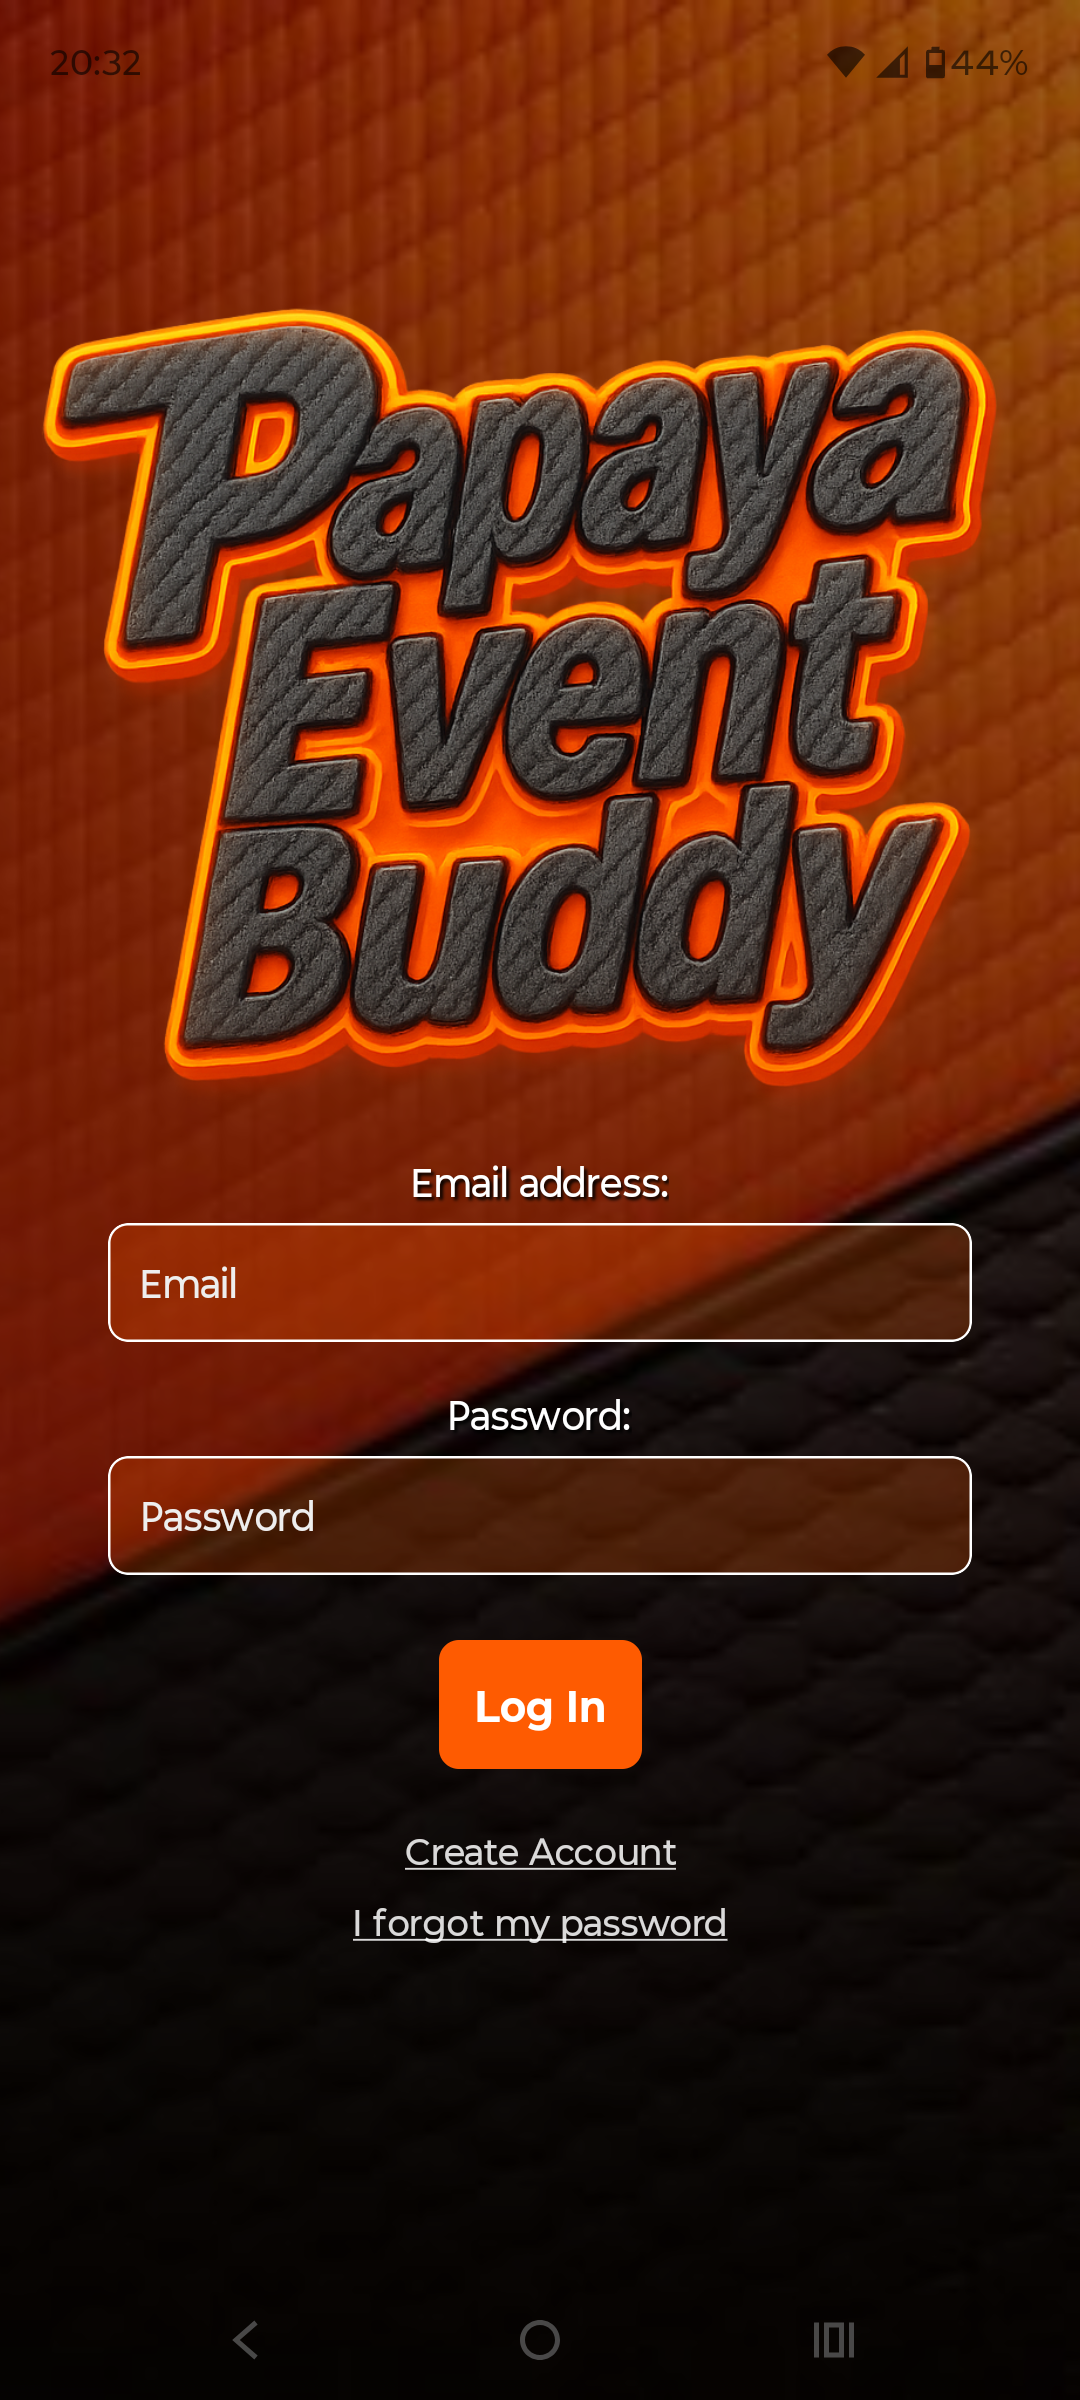 20:32
44%
Papaya
Event
Buddy
Email address:
Email
Password:
Password
Log In
Create Account
I forgot my password